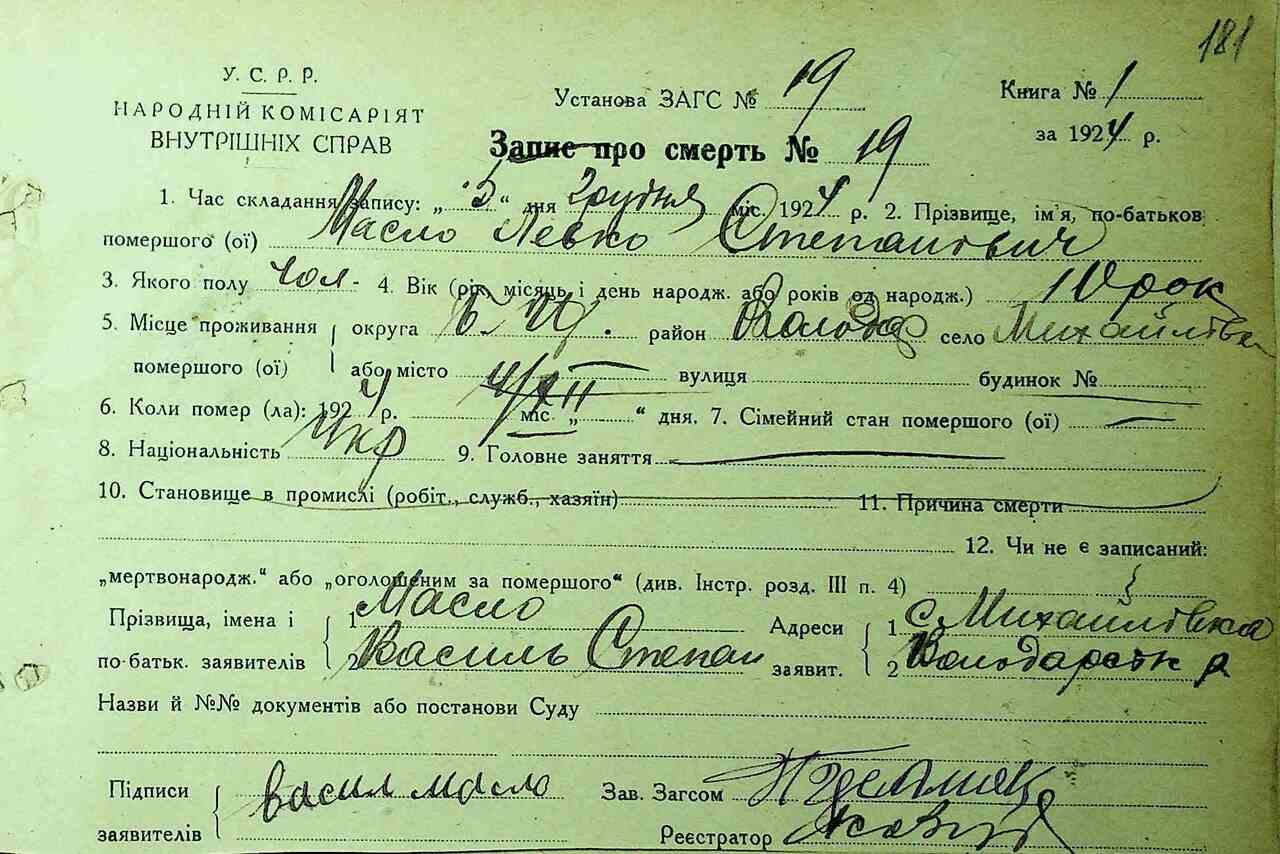 181
У. С. Р. Р.
НАРОДНІЙ КОМІСАРІЯТ
ВНУТРІШНІХ СПРАВ
Установа ЗАГС № 19
Книга № 1
за 1924 р.
Запис про смерть № 19
1. Час складання запису: „5“ дня Грудня міс. 1924 р. 2. Прізвище, ім'я, по-батьков
помершого (ої) Масло Левко Степанович
3. Якого полу чол. 4. Вік (рік, місяць і день народж. або років од народж.) 10 рок
5. Місце проживання помершого (ої) { округа Б. Ц. район Волод село Михайлівка
або місто вулиця будинок №
6. Коли помер (ла): 1924 р. 4/XII міс. „ “ дня. 7. Сімейний стан помершого (ої) —
8. Національність Укр 9. Головне заняття —
10. Становище в промислі (робіт., служб., хазяїн) 11. Причина смерти
12. Чи не є записаний:
„мертвонародж.“ або „оголошеним за помершого“ (див. Інстр. розд. III п. 4)
Прізвища, імена і по-батьк. заявителів { 1 Масло
2 Василь Степан
Адреси заявит. { 1 с. Михайлівка
2 Володарськ р
Назви й №№ документів або постанови Суду
Підписи заявителів { васил масло
Зав. Загсом
Реєстратор